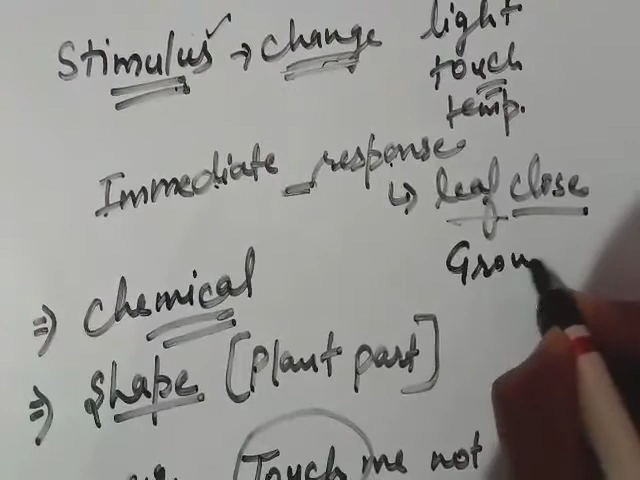 Stimulus → change light
touch
temp.
Immediate response
↳ leaf close
Grow
⇒ Chemical
⇒ Shape [Plant part]
Touch me not